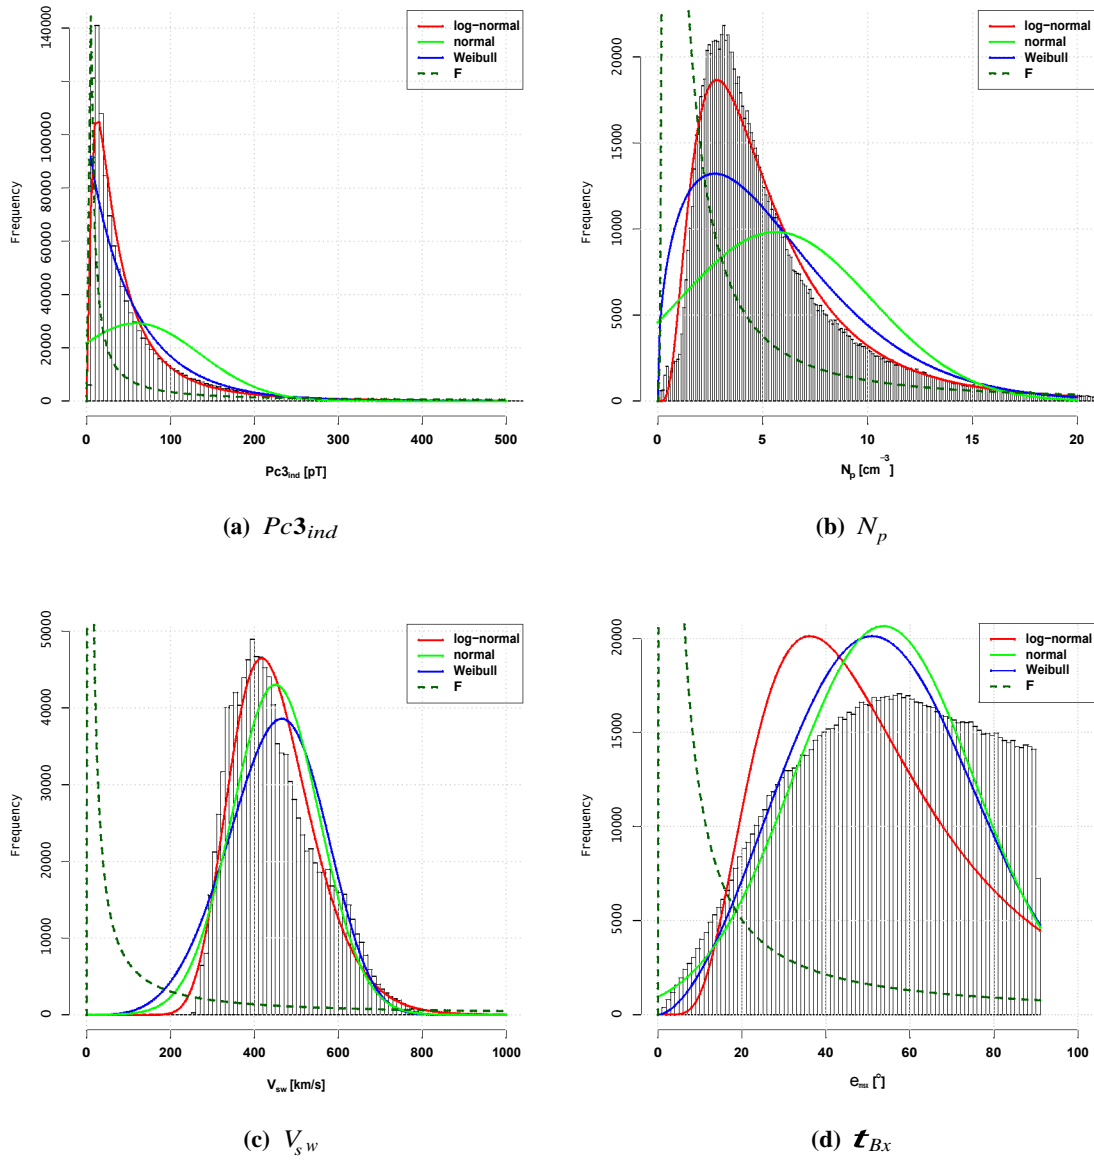 log-normal
normal
Weibull
F
140000
100000
80000
60000
40000
20000
0
Frequency
0 100 200 300 400 500
Pc3ind [pT]
(a) Pc3ind
log-normal
normal
Weibull
F
20000
15000
10000
5000
0
Frequency
0 5 10 15 20
Np [cm−3]
(b) Np
log-normal
normal
Weibull
F
50000
40000
30000
20000
10000
0
Frequency
0 200 400 600 800 1000
Vsw [km/s]
(c) Vsw
log-normal
normal
Weibull
F
20000
15000
10000
5000
0
Frequency
0 20 40 60 80 100
(d) tBx